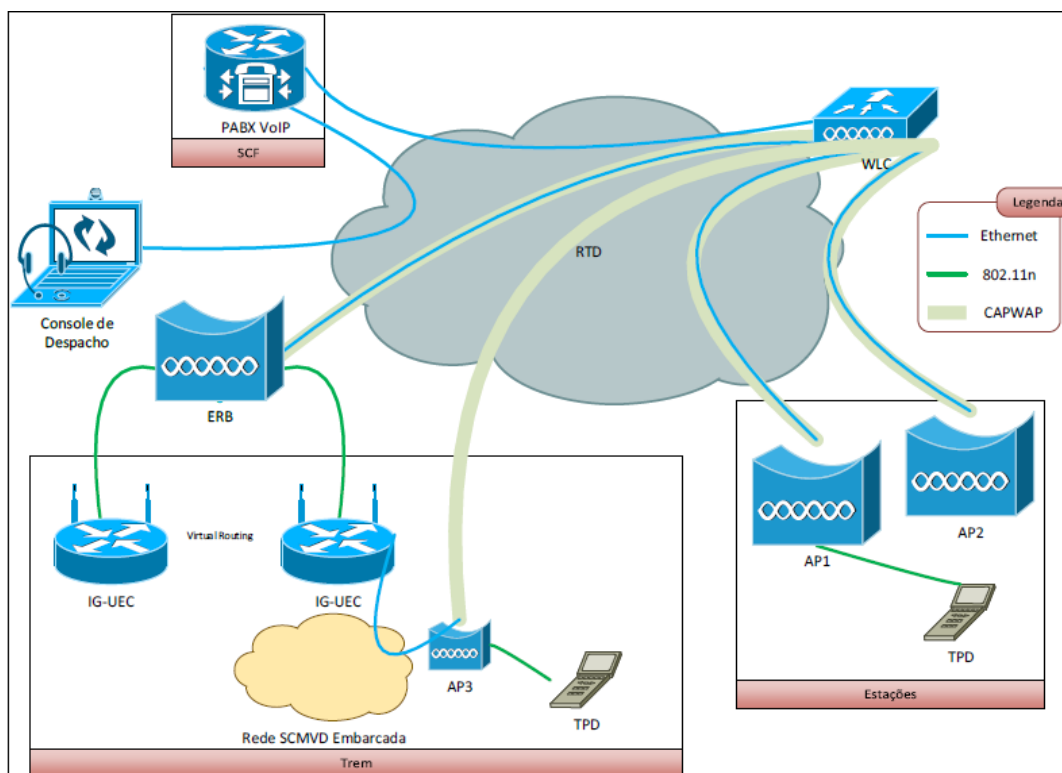 PABX VoIP
SCF
WLC
Legenda
Ethernet
802.11n
CAPWAP
RTD
Console de
Despacho
ERB
Virtual Routing
IG-UEC
IG-UEC
AP3
TPD
Rede SCMVD Embarcada
Trem
AP1
AP2
TPD
Estações